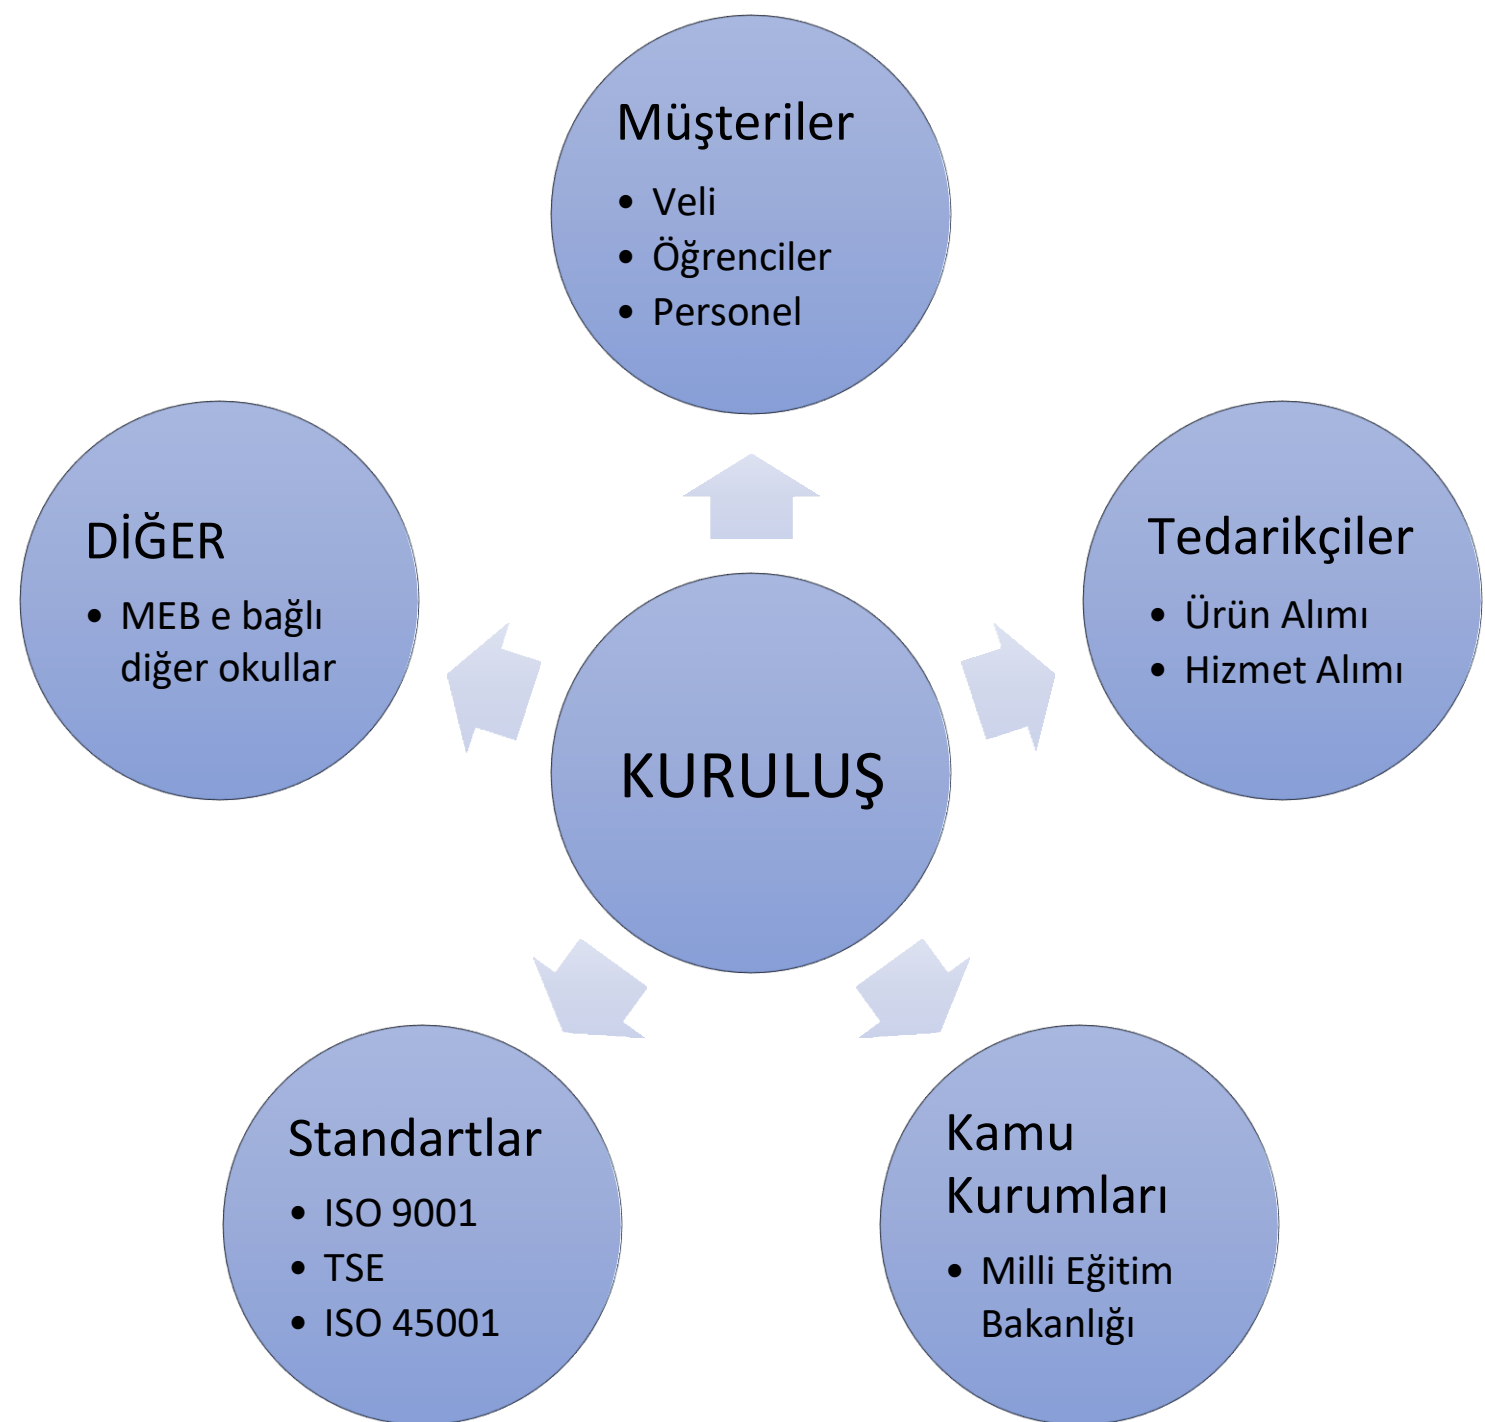 Müşteriler
• Veli
• Öğrenciler
• Personel
DİĞER
• MEB e bağlı
diğer okullar
Tedarikçiler
• Ürün Alımı
• Hizmet Alımı
KURULUŞ
Standartlar
• ISO 9001
• TSE
• ISO 45001
Kamu
Kurumları
• Milli Eğitim
Bakanlığı